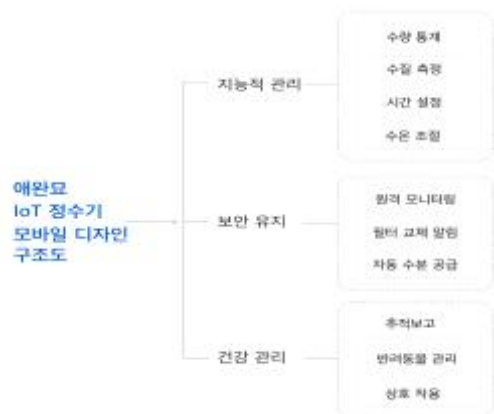 애완묘
IoT 정수기
모바일 디자인
구조도
지능적 관리
수량 통계
수질 측정
시간 설정
수온 조절
보안 유지
원격 모니터링
필터 교체 알림
자동 수분 공급
건강 관리
추적보고
반려동물 관리
상호 작용